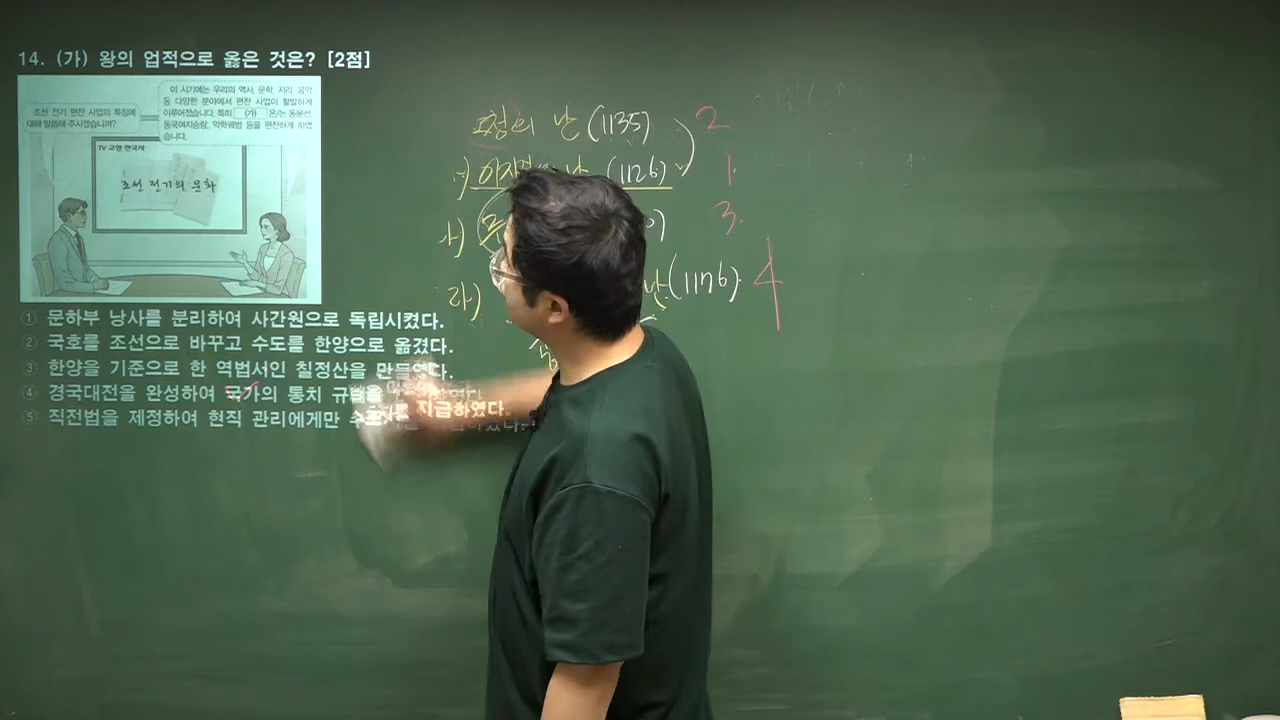 14. (가) 왕의 업적으로 옳은 것은? [2점]
조선 전기 편찬 사업의 특징에
대해 말씀해 주시겠습니까?
이 시기에는 우리의 역사, 문학, 지리, 음악
등 다양한 분야에서 편찬 사업이 활발하게
이루어졌습니다. 특히 (가) 은/는 동문선,
동국여지승람, 악학궤범 등을 편찬하게 하였
습니다.
TV 교양 한국사
조선 전기의 문화
① 문하부 낭사를 분리하여 사간원으로 독립시켰다.
② 국호를 조선으로 바꾸고 수도를 한양으로 옮겼다.
③ 한양을 기준으로 한 역법서인 칠정산을 만들었다.
④ 경국대전을 완성하여 국가의 통치 규범을
⑤ 직전법을 제정하여 현직 관리에게만 지급하였다.
의 난 (1135) 2
(1126) 1
3.
라) 난 (1176) 4